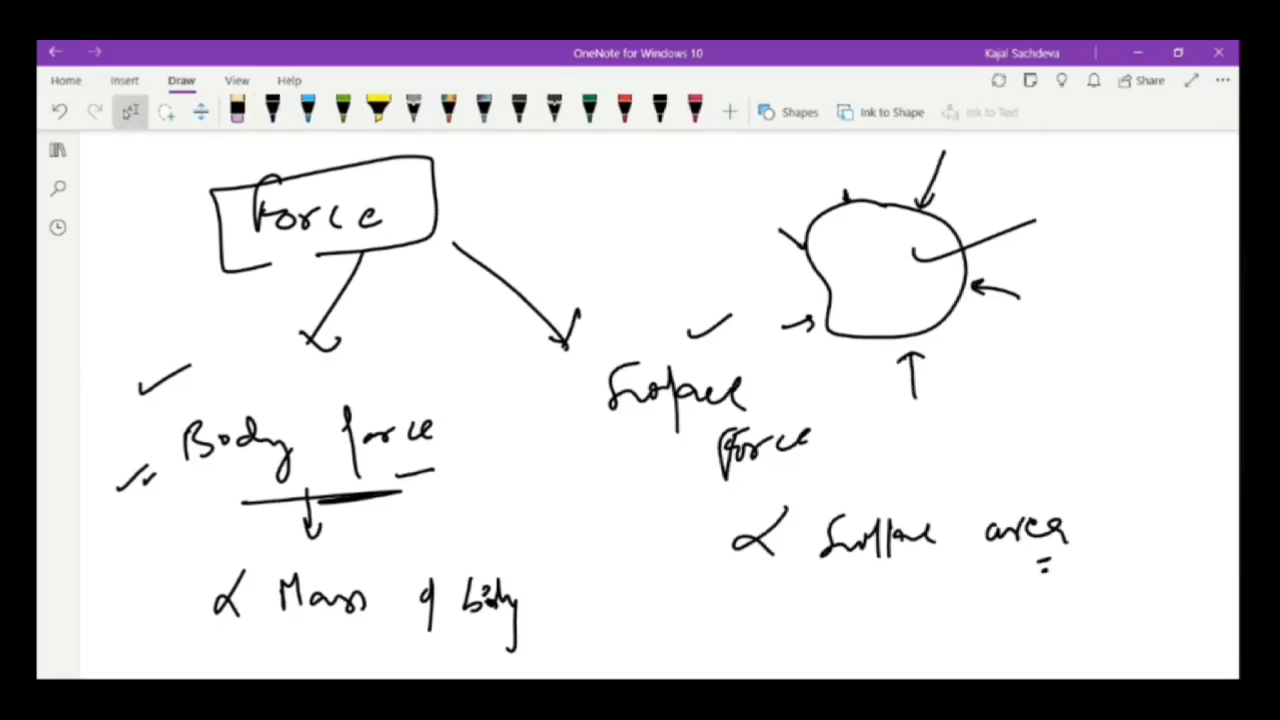 OneNote for Windows 10
Kajal Sachdeva
Home Insert Draw View Help
Share
Shapes Ink to Shape Ink to Text
Force
Body force
Surface
Force
∝ Mass of body
∝ Surface area